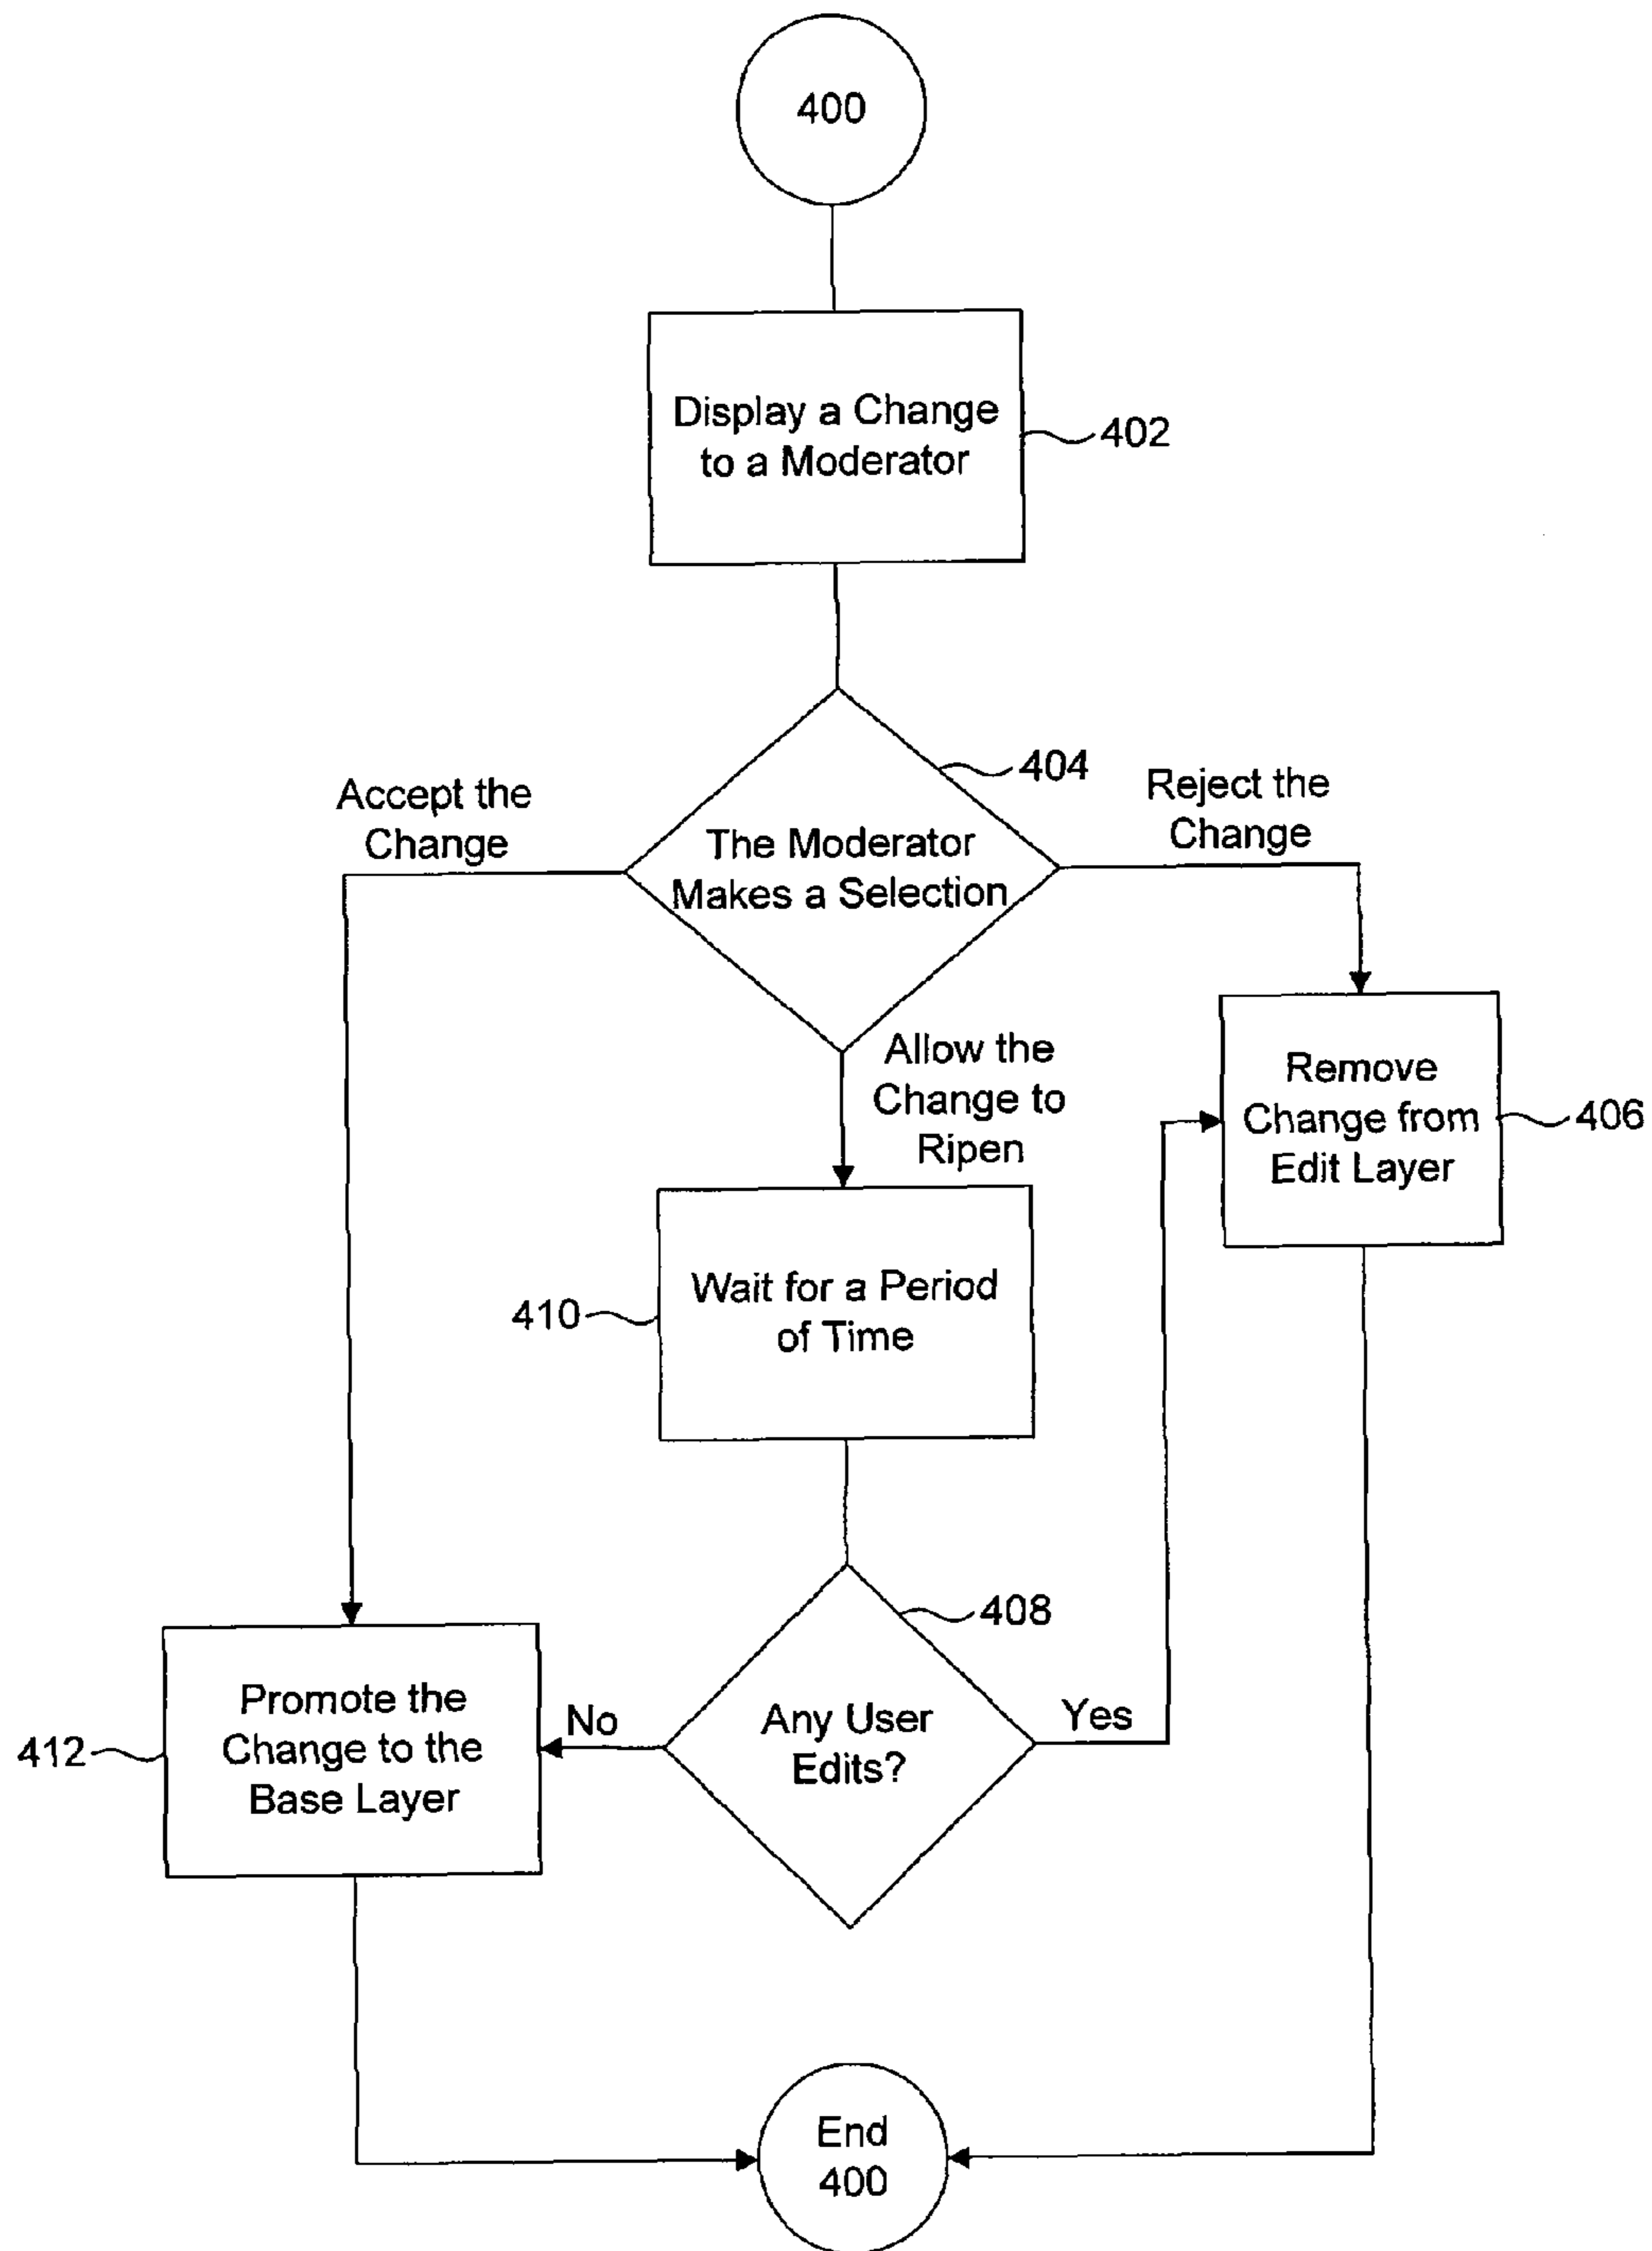 400
Display a Change
to a Moderator
402
404
Accept the
Change
The Moderator
Makes a Selection
Reject the
Change
Allow the
Change to
Ripen
Remove
Change from
Edit Layer
406
Wait for a Period
of Time
410
408
Any User
Edits?
No
Yes
Promote the
Change to the
Base Layer
412
End
400